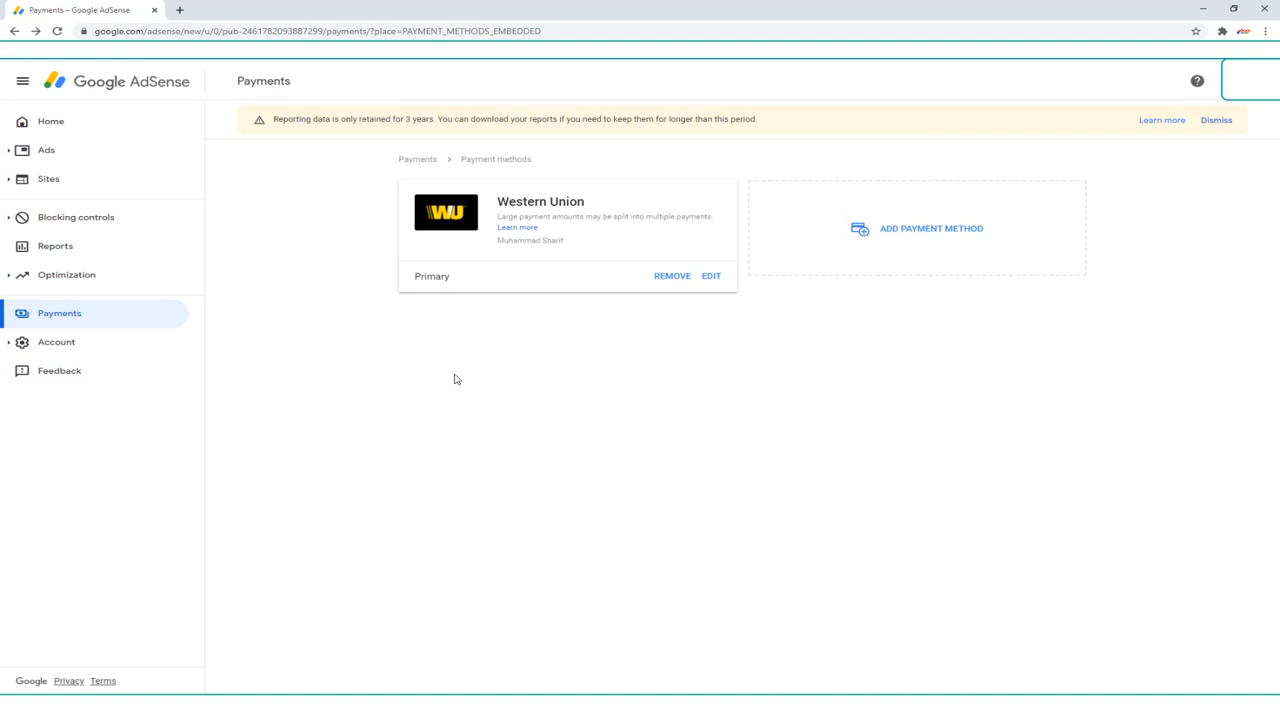 Payments – Google AdSense
google.com/adsense/new/u/0/pub-2461782093887299/payments/?place=PAYMENT_METHODS_EMBEDDED
Google AdSense
Payments
Reporting data is only retained for 3 years. You can download your reports if you need to keep them for longer than this period.
Learn more
Dismiss
Home
Ads
Sites
Blocking controls
Reports
Optimization
Payments
Account
Feedback
Payments > Payment methods
WU
Western Union
Large payment amounts may be split into multiple payments.
Learn more
Muhammad Sharif
Primary
REMOVE EDIT
ADD PAYMENT METHOD
Google Privacy Terms